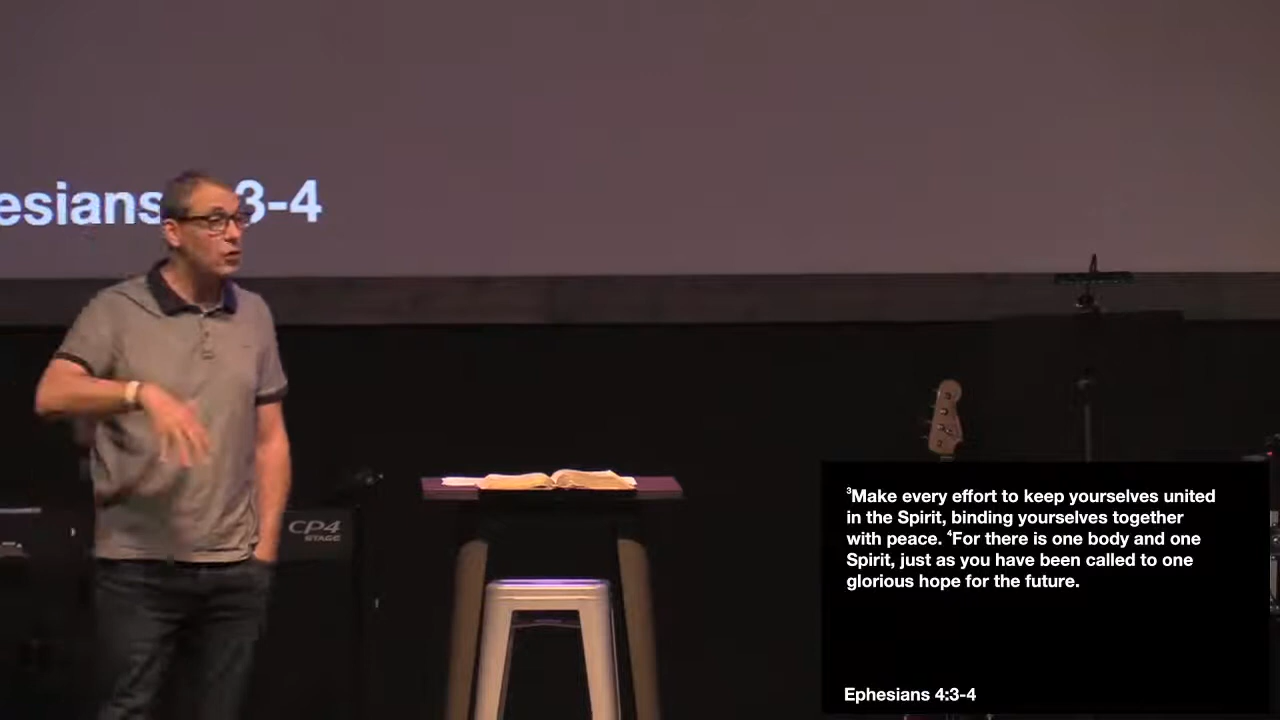 esians 3-4
CP4
STAGE
³Make every effort to keep yourselves united
in the Spirit, binding yourselves together
with peace. ⁴For there is one body and one
Spirit, just as you have been called to one
glorious hope for the future.
Ephesians 4:3-4